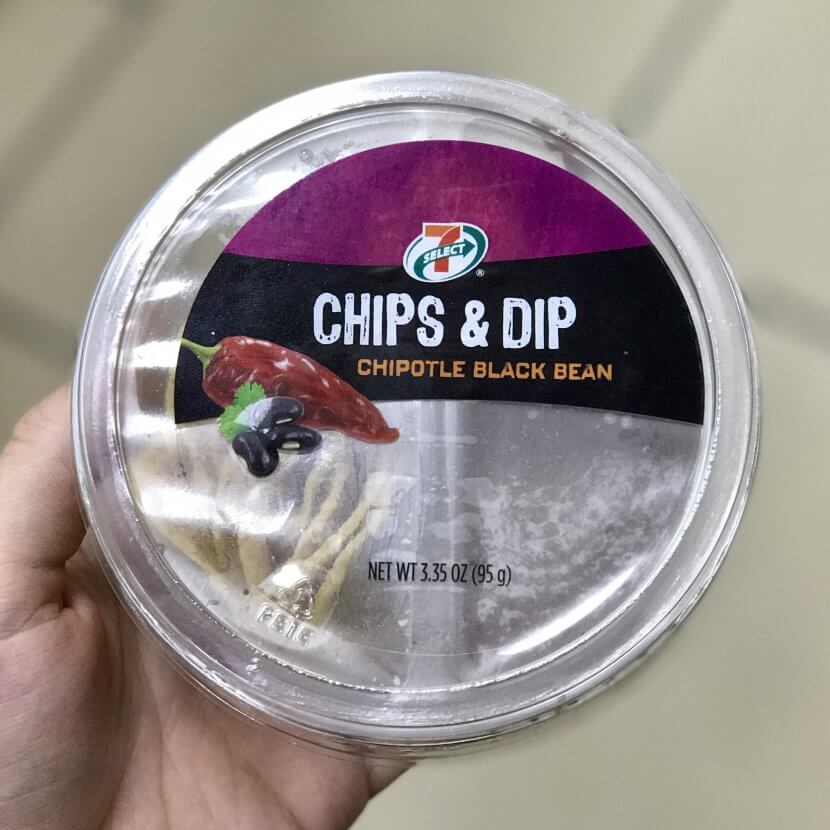 7
SELECT
®
CHIPS & DIP
CHIPOTLE BLACK BEAN
NET WT 3.35 OZ (95 g)